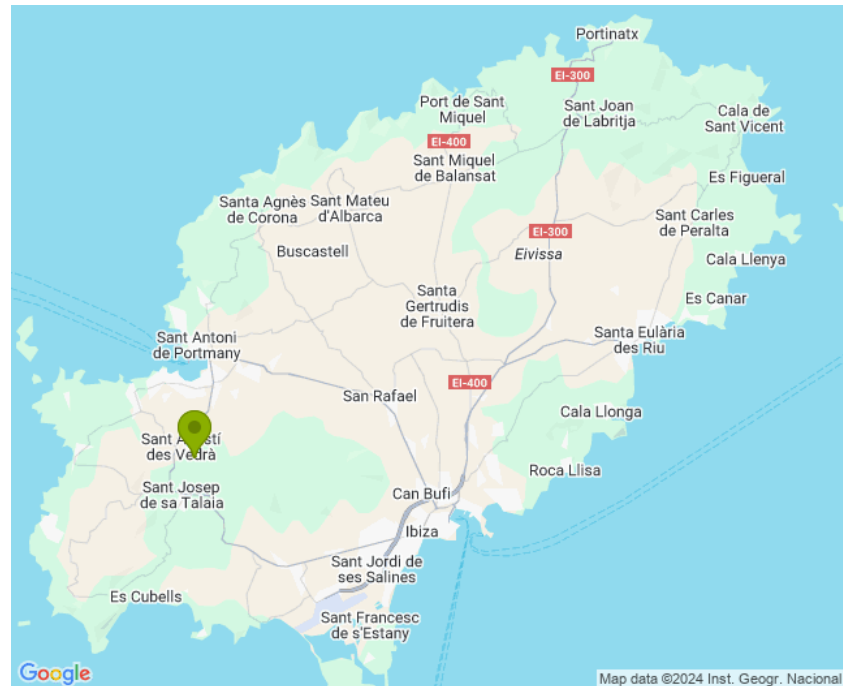 Portinatx
EI-300
Port de Sant
Miquel
Sant Joan
de Labritja
Cala de
Sant Vicent
EI-400
Sant Miquel
de Balansat
Es Figueral
Santa Agnès
de Corona
Sant Mateu
d'Albarca
Sant Carles
de Peralta
EI-300
Buscastell
Eivissa
Cala Llenya
Santa
Gertrudis
de Fruitera
Es Canar
Sant Antoni
de Portmany
Santa Eulària
des Riu
EI-400
San Rafael
Cala Llonga
Sant
des Vedrà
Roca Llisa
Sant Josep
de sa Talaia
Can Bufi
Ibiza
Sant Jordi de
ses Salines
Es Cubells
Sant Francesc
de s'Estany
Google
Map data ©2024 Inst. Geogr. Nacional